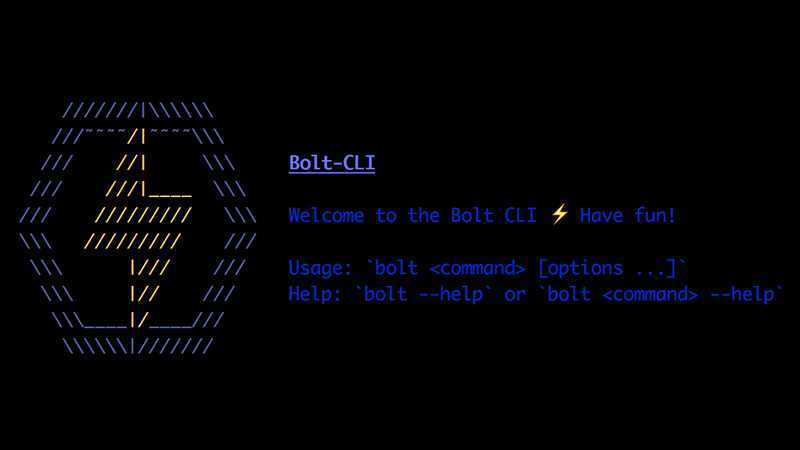 Bolt-CLI
Welcome to the Bolt CLI ⚡ Have fun!
Usage: `bolt <command> [options ...]`
Help: `bolt --help` or `bolt <command> --help`